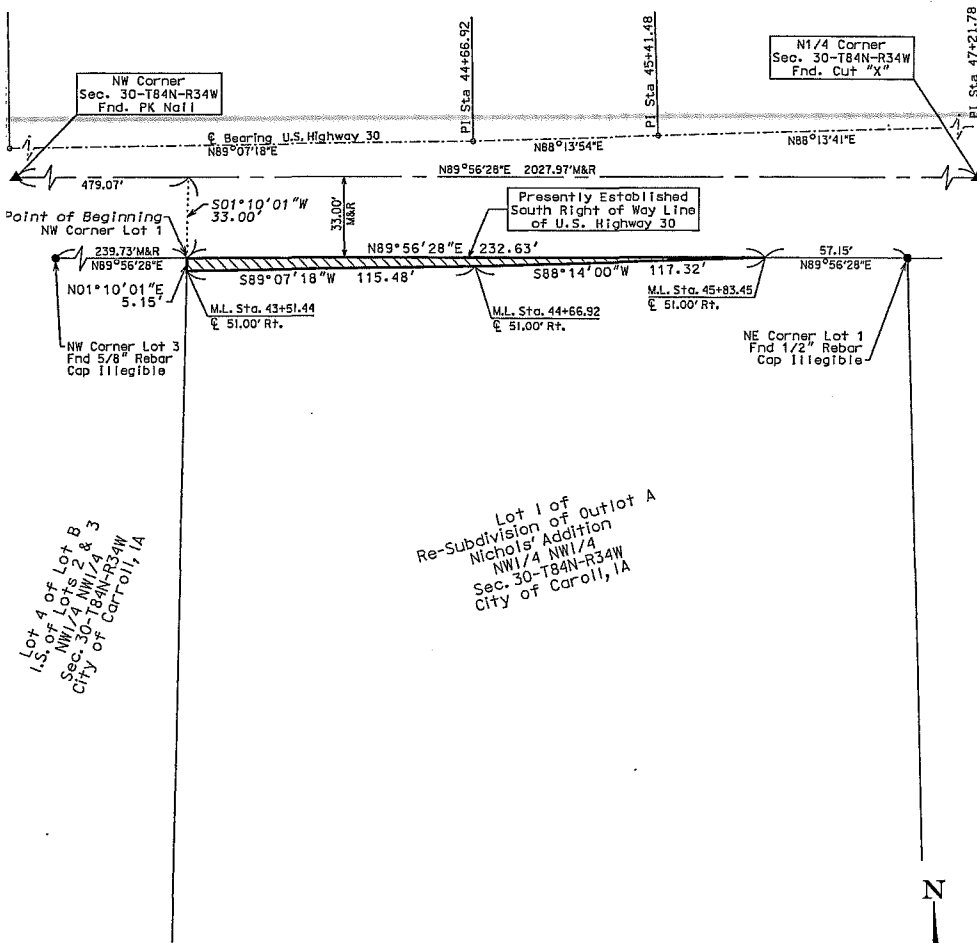 PI Sta 44+66.92
PI Sta 45+41.48
PI Sta 47+21.78
NW Corner
Sec. 30-T84N-R34W
Fnd. PK Nail
N1/4 Corner
Sec. 30-T84N-R34W
Fnd. Cut "X"
℄ Bearing U.S. Highway 30
N89°07'18"E
N88°13'54"E
N88°13'41"E
N89°56'28"E 2027.97'M&R
479.07'
S01°10'01"W
33.00'
33.00'
M&R
Presently Established
South Right of Way Line
of U.S. Highway 30
Point of Beginning
NW Corner Lot 1
239.73'M&R
N89°56'28"E
N89°56'28"E 232.63'
57.15'
N89°56'28"E
S89°07'18"W 115.48'
S88°14'00"W 117.32'
N01°10'01"E
5.15'
M.L. Sta. 43+51.44
℄ 51.00' Rt.
M.L. Sta. 44+66.92
℄ 51.00' Rt.
M.L. Sta. 45+83.45
℄ 51.00' Rt.
NW Corner Lot 3
Fnd 5/8" Rebar
Cap Illegible
NE Corner Lot 1
Fnd 1/2" Rebar
Cap Illegible
Lot 4 of Lot B
I.S. of Lots 2 & 3
NW1/4 NW1/4
Sec. 30-T84N-R34W
City of Carroll, IA
Lot 1 of
Re-Subdivision of Outlot A
Nichols' Addition
NW1/4 NW1/4
Sec. 30-T84N-R34W
City of Caroll, IA
N